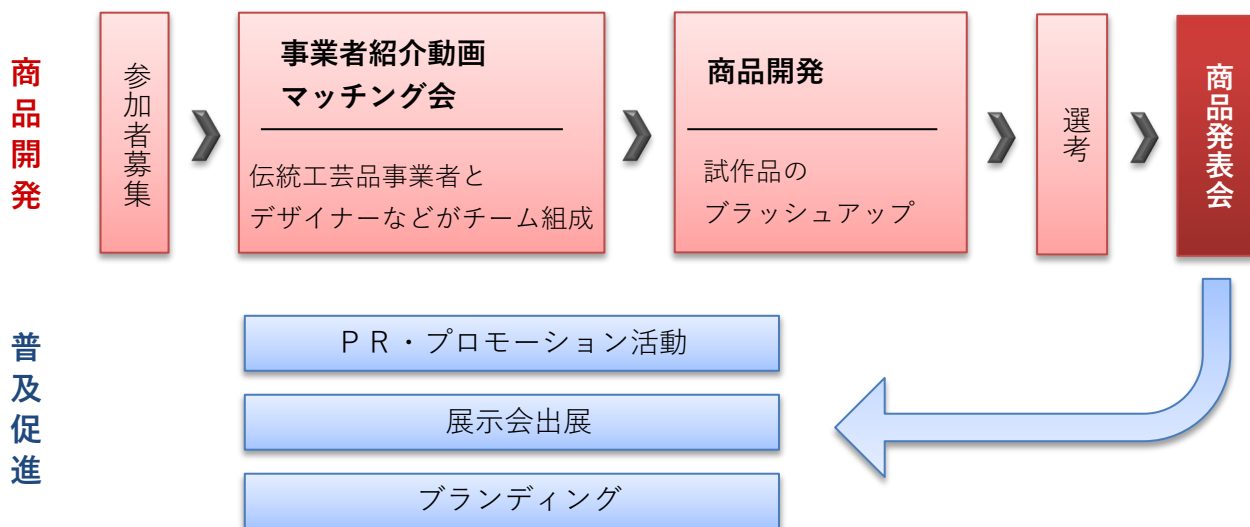 商品開発
参加者募集
事業者紹介動画
マッチング会
伝統工芸品事業者と
デザイナーなどがチーム組成
商品開発
試作品の
ブラッシュアップ
選考
商品発表会
普及促進
ＰＲ・プロモーション活動
展示会出展
ブランディング